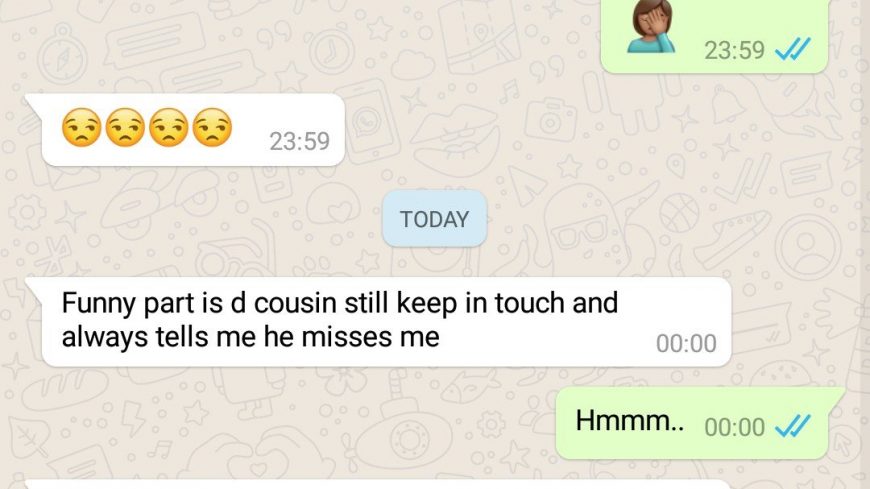 23:59
😒😒😒😒 23:59
TODAY
Funny part is d cousin still keep in touch and
always tells me he misses me 00:00
Hmmm.. 00:00